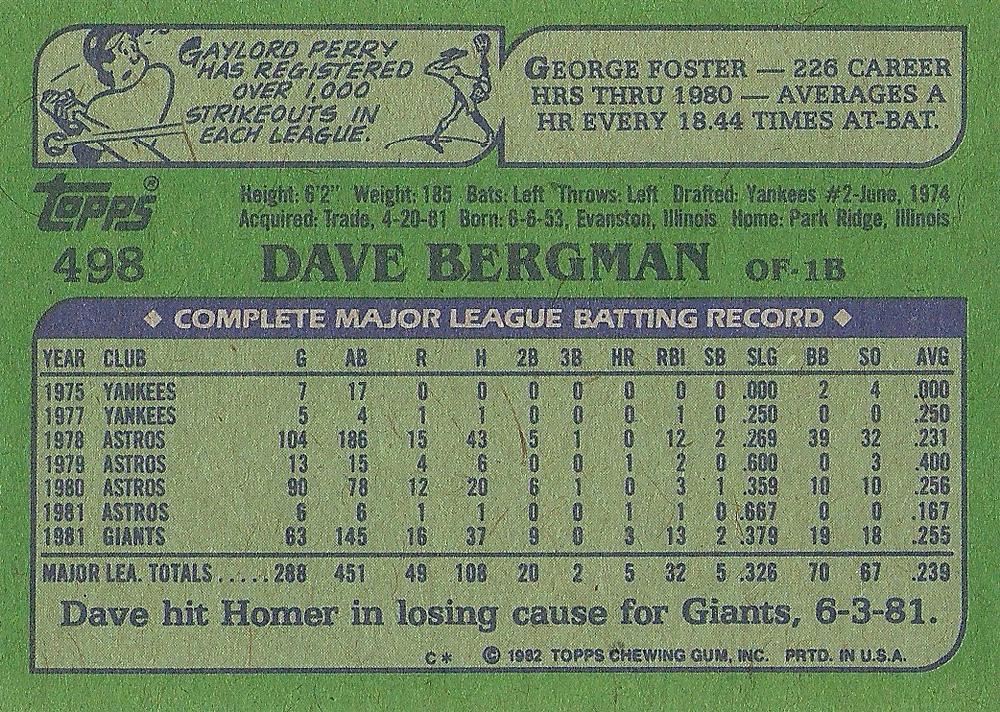 GAYLORD PERRY
HAS REGISTERED
OVER 1,000
STRIKEOUTS IN
EACH LEAGUE.
GEORGE FOSTER — 226 CAREER
HRS THRU 1980 — AVERAGES A
HR EVERY 18.44 TIMES AT-BAT.
Topps®
Height: 6'2" Weight: 185 Bats: Left Throws: Left Drafted: Yankees #2-June, 1974
Acquired: Trade, 4-20-81 Born: 6-6-53, Evanston, Illinois Home: Park Ridge, Illinois
498 DAVE BERGMAN OF-1B
◆ COMPLETE MAJOR LEAGUE BATTING RECORD ◆
YEAR CLUB G AB R H 2B 3B HR RBI SB SLG BB SO AVG
1975 YANKEES 7 17 0 0 0 0 0 0 0 .000 2 4 .000
1977 YANKEES 5 4 1 1 0 0 0 1 0 .250 0 0 .250
1978 ASTROS 104 186 15 43 5 1 0 12 2 .269 39 32 .231
1979 ASTROS 13 15 4 6 0 0 1 2 0 .600 0 3 .400
1980 ASTROS 90 78 12 20 6 1 0 3 1 .359 10 10 .256
1981 ASTROS 6 6 1 1 0 0 1 1 0 .667 0 0 .167
1981 GIANTS 63 145 16 37 9 0 3 13 2 .379 19 18 .255
MAJOR LEA. TOTALS.....288 451 49 108 20 2 5 32 5 .326 70 67 .239
Dave hit Homer in losing cause for Giants, 6-3-81.
C* © 1982 TOPPS CHEWING GUM, INC. PRTD. IN U.S.A.